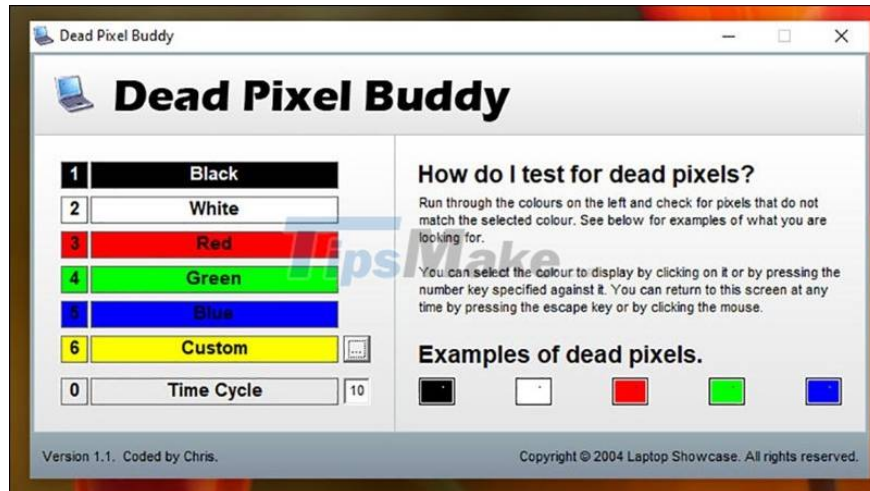 Dead Pixel Buddy
Dead Pixel Buddy
1 Black
2 White
3 Red
4 Green
5 Blue
6 Custom ...
0 Time Cycle 10
How do I test for dead pixels?
Run through the colours on the left and check for pixels that do not
match the selected colour. See below for examples of what you are
looking for.
You can select the colour to display by clicking on it or by pressing the
number key specified against it. You can return to this screen at any
time by pressing the escape key or by clicking the mouse.
Examples of dead pixels.
TipsMake
Version 1.1. Coded by Chris.
Copyright © 2004 Laptop Showcase. All rights reserved.